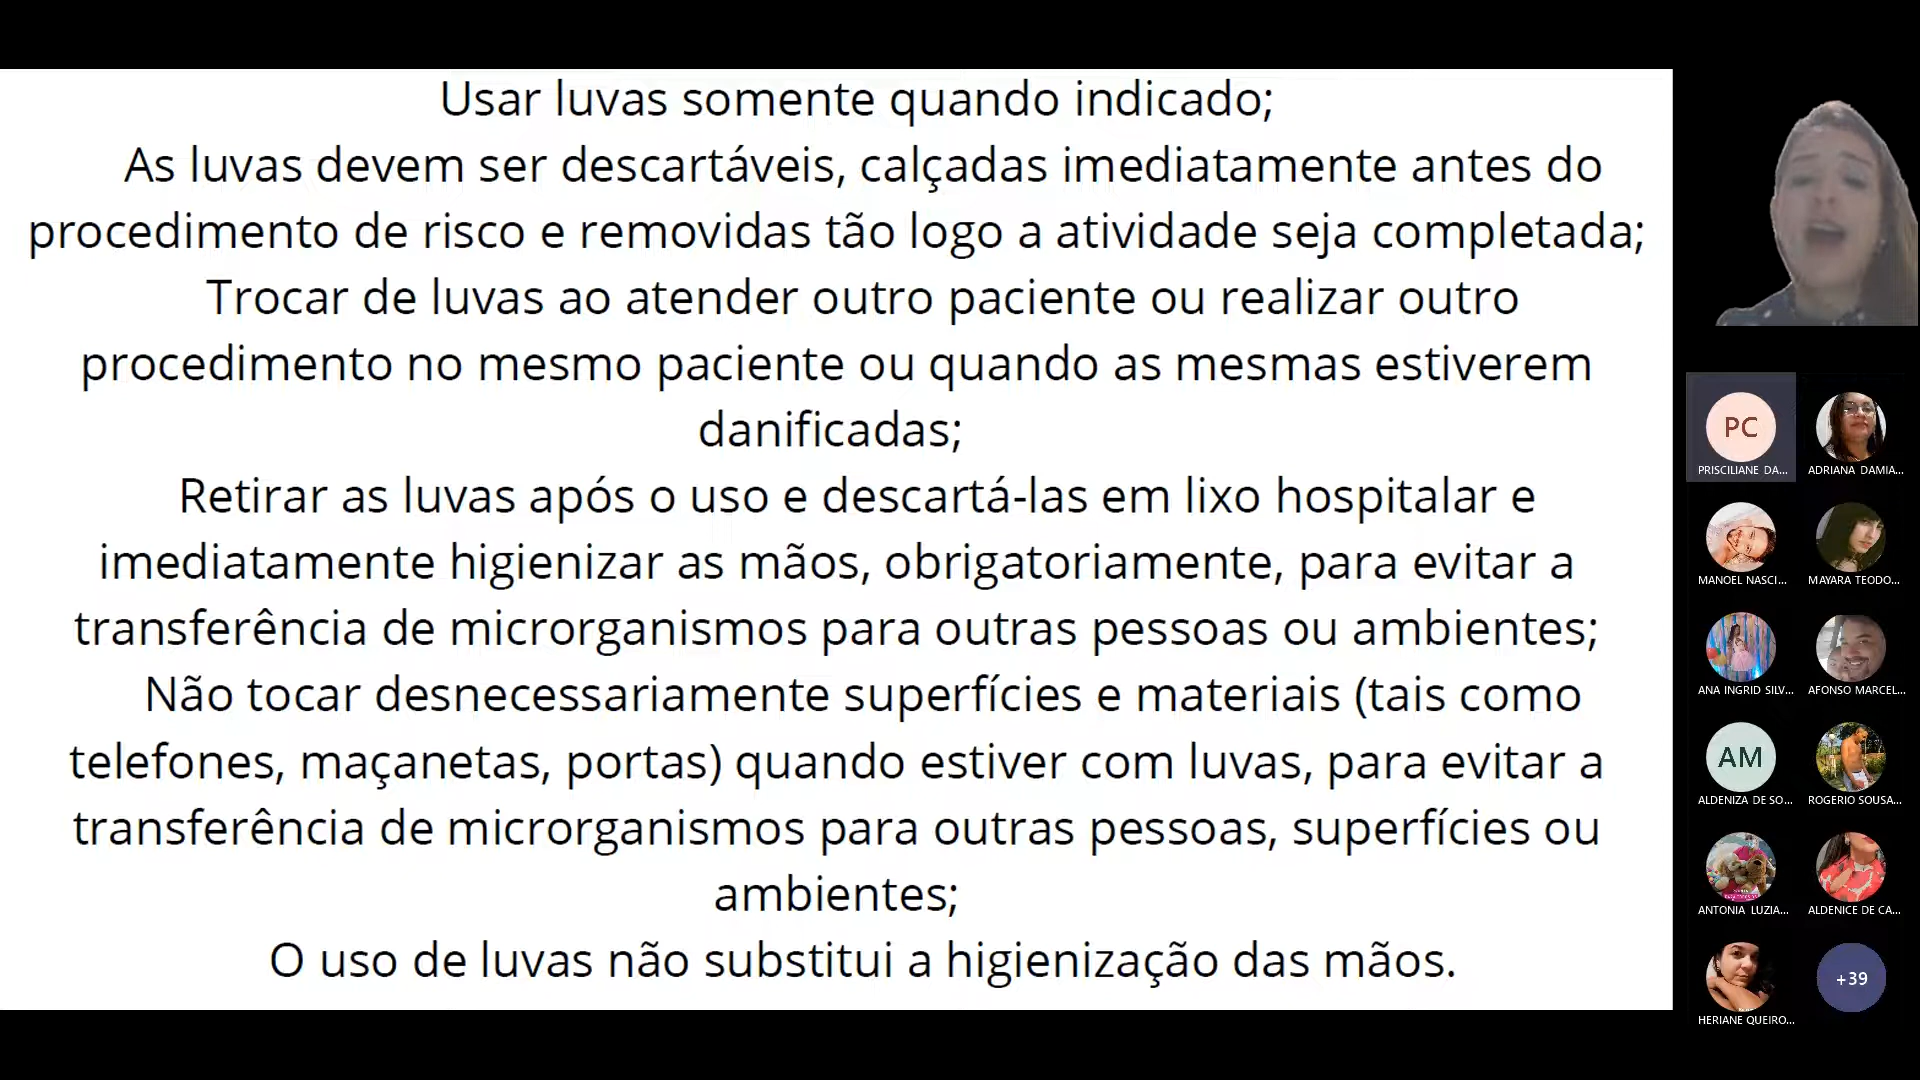 Usar luvas somente quando indicado;
As luvas devem ser descartáveis, calçadas imediatamente antes do
procedimento de risco e removidas tão logo a atividade seja completada;
Trocar de luvas ao atender outro paciente ou realizar outro
procedimento no mesmo paciente ou quando as mesmas estiverem
danificadas;
Retirar as luvas após o uso e descartá-las em lixo hospitalar e
imediatamente higienizar as mãos, obrigatoriamente, para evitar a
transferência de microrganismos para outras pessoas ou ambientes;
Não tocar desnecessariamente superfícies e materiais (tais como
telefones, maçanetas, portas) quando estiver com luvas, para evitar a
transferência de microrganismos para outras pessoas, superfícies ou
ambientes;
O uso de luvas não substitui a higienização das mãos.
PC
PRISCILIANE DA...
ADRIANA DAMIA...
MANOEL NASCI...
MAYARA TEODO...
ANA INGRID SILV...
AFONSO MARCEL...
AM
ALDENIZA DE SO...
ROGERIO SOUSA...
ANTONIA LUZIA...
ALDENICE DE CA...
HERIANE QUEIRO...
+39